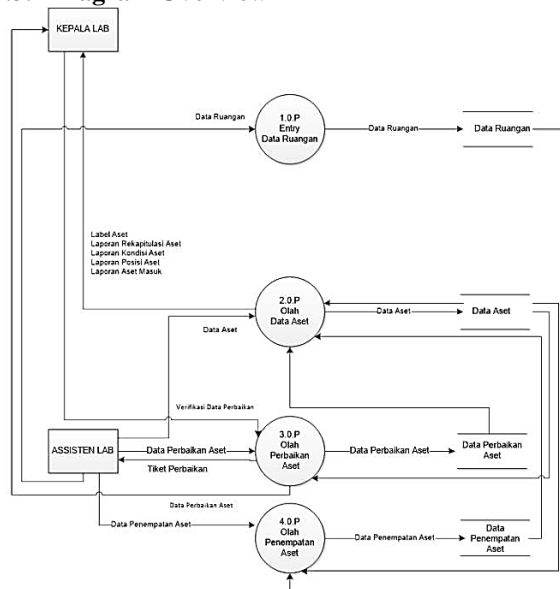 KEPALA LAB
Data Ruangan
1.0.P
Entry
Data Ruangan
Data Ruangan
Data Ruangan
Label Aset
Laporan Rekapitulasi Aset
Laporan Kondisi Aset
Laporan Posisi Aset
Laporan Aset Masuk
2.0.P
Olah
Data Aset
Data Aset
Data Aset
Data Aset
Verifikasi Data Perbaikan
ASSISTEN LAB
Data Perbaikan Aset
Tiket Perbaikan
3.0.P
Olah
Perbaikan
Aset
Data Perbaikan Aset
Data Perbaikan
Aset
Data Perbaikan Aset
Data Penempatan Aset
4.0.P
Olah
Penempatan
Aset
Data Penempatan Aset
Data
Penempatan
Aset